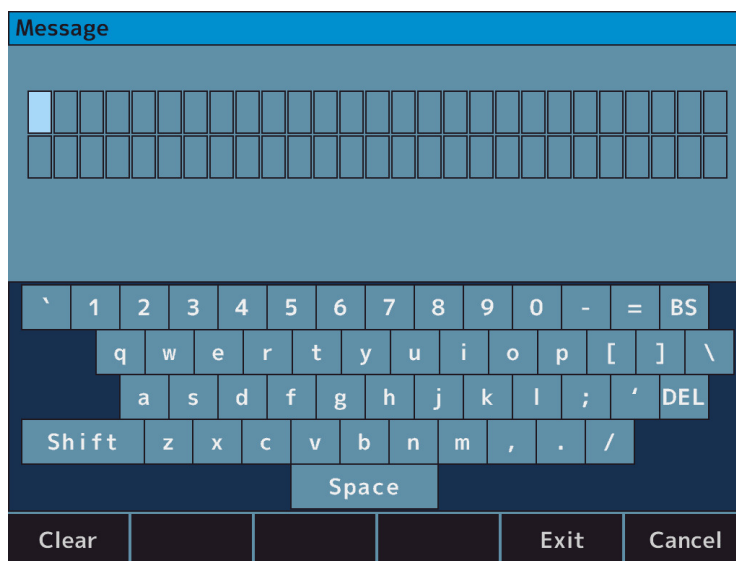 Message
` 1 2 3 4 5 6 7 8 9 0 - = BS
q w e r t y u i o p [ ] \
a s d f g h j k l ; ‘ DEL
Shift z x c v b n m , . /
Space
Clear Exit Cancel